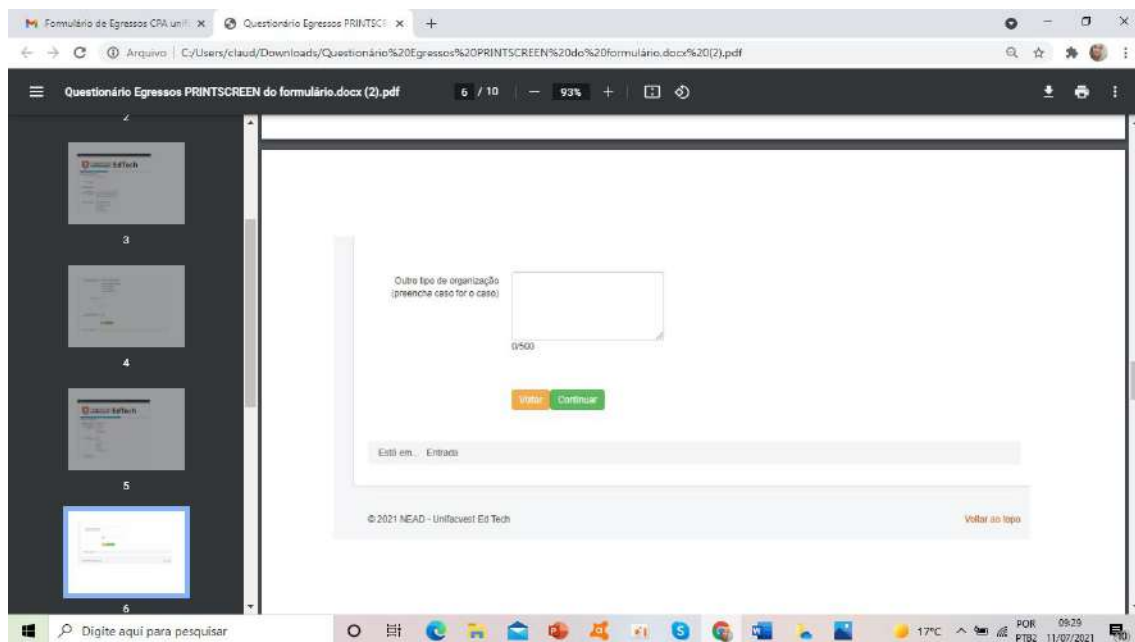 Formulário de Egressos CPA unifi
Questionário Egressos PRINTSC
Arquivo | C:/Users/claud/Downloads/Questionário%20Egressos%20PRINTSCREEN%20do%20formulário.docx%20(2).pdf
Questionário Egressos PRINTSCREEN do formulário.docx (2).pdf
6 / 10
93%
2
EdTech
3
4
EdTech
5
6
Outro tipo de organização
(preencha caso for o caso)
0/500
Voltar Continuar
Está em... Entrada
© 2021 NEAD - Unifacvest Ed Tech
Voltar ao topo
Digite aqui para pesquisar
17°C
POR
PTB2
09:29
11/07/2021